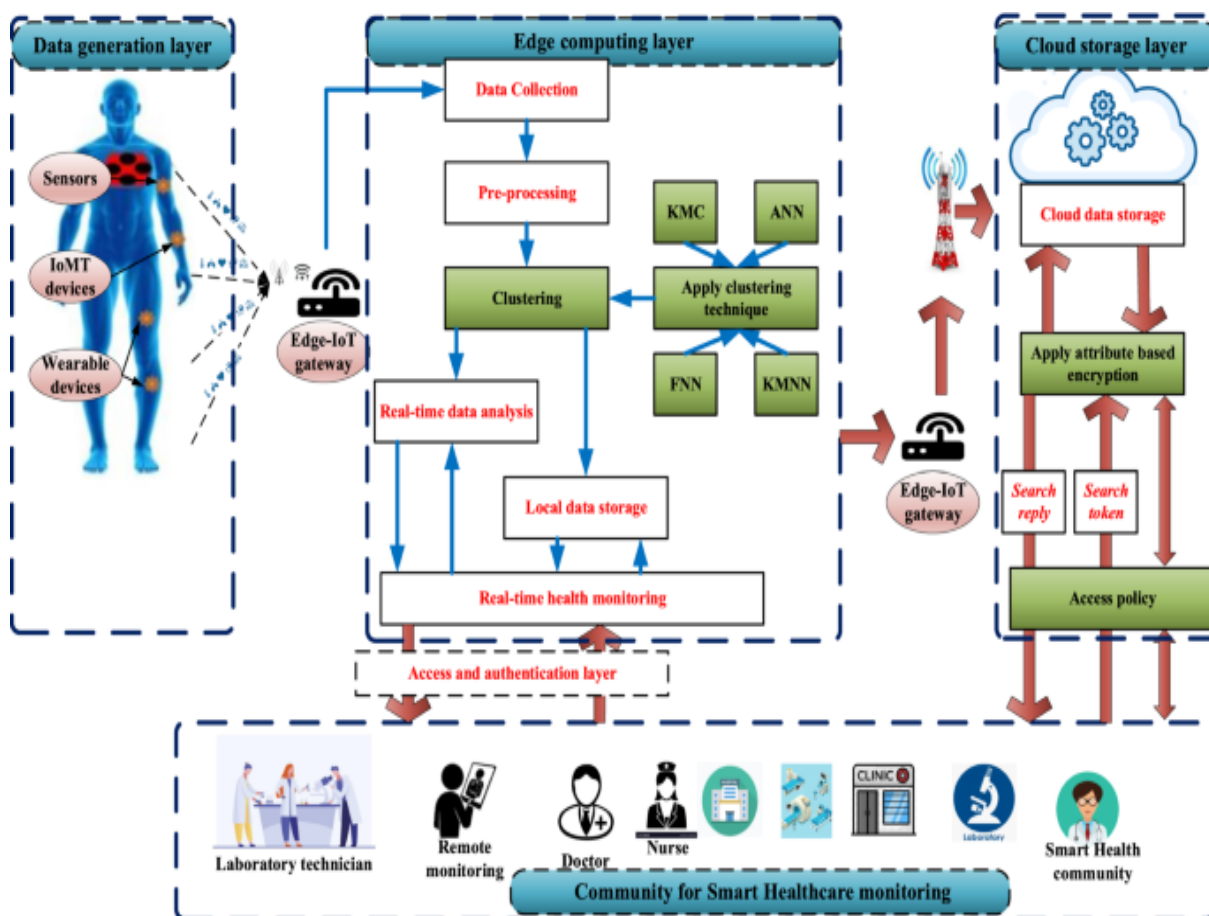 Data generation layer
Edge computing layer
Cloud storage layer
Data Collection
Sensors
Pre-processing
KMC
ANN
Cloud data storage
IoMT
devices
Clustering
Apply clustering
technique
Edge-IoT
gateway
Wearable
devices
Apply attribute based
encryption
FNN
KMNN
Real-time data analysis
Edge-IoT
gateway
Search
reply
Search
token
Local data storage
Real-time health monitoring
Access policy
Access and authentication layer
CLINIC
Laboratory
Laboratory technician
Remote
monitoring
Doctor
Nurse
Smart Health
community
Community for Smart Healthcare monitoring